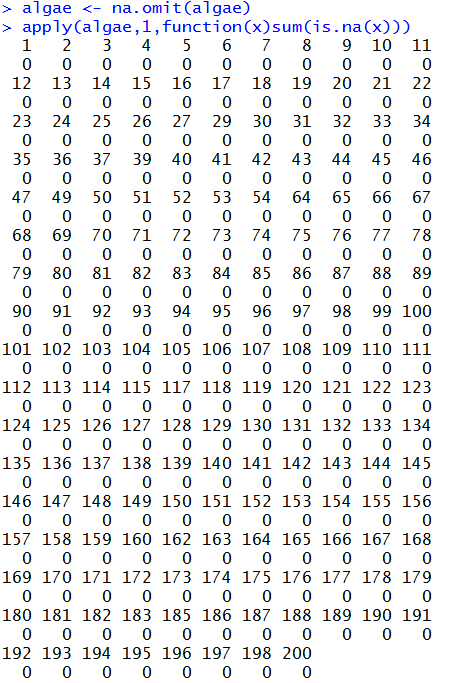 > algae <- na.omit(algae)
> apply(algae,1,function(x)sum(is.na(x)))
1 2 3 4 5 6 7 8 9 10 11
0 0 0 0 0 0 0 0 0 0 0
12 13 14 15 16 17 18 19 20 21 22
0 0 0 0 0 0 0 0 0 0 0
23 24 25 26 27 29 30 31 32 33 34
0 0 0 0 0 0 0 0 0 0 0
35 36 37 39 40 41 42 43 44 45 46
0 0 0 0 0 0 0 0 0 0 0
47 49 50 51 52 53 54 64 65 66 67
0 0 0 0 0 0 0 0 0 0 0
68 69 70 71 72 73 74 75 76 77 78
0 0 0 0 0 0 0 0 0 0 0
79 80 81 82 83 84 85 86 87 88 89
0 0 0 0 0 0 0 0 0 0 0
90 91 92 93 94 95 96 97 98 99 100
0 0 0 0 0 0 0 0 0 0 0
101 102 103 104 105 106 107 108 109 110 111
0 0 0 0 0 0 0 0 0 0 0
112 113 114 115 117 118 119 120 121 122 123
0 0 0 0 0 0 0 0 0 0 0
124 125 126 127 128 129 130 131 132 133 134
0 0 0 0 0 0 0 0 0 0 0
135 136 137 138 139 140 141 142 143 144 145
0 0 0 0 0 0 0 0 0 0 0
146 147 148 149 150 151 152 153 154 155 156
0 0 0 0 0 0 0 0 0 0 0
157 158 159 160 162 163 164 165 166 167 168
0 0 0 0 0 0 0 0 0 0 0
169 170 171 172 173 174 175 176 177 178 179
0 0 0 0 0 0 0 0 0 0 0
180 181 182 183 185 186 187 188 189 190 191
0 0 0 0 0 0 0 0 0 0 0
192 193 194 195 196 197 198 200
0 0 0 0 0 0 0 0